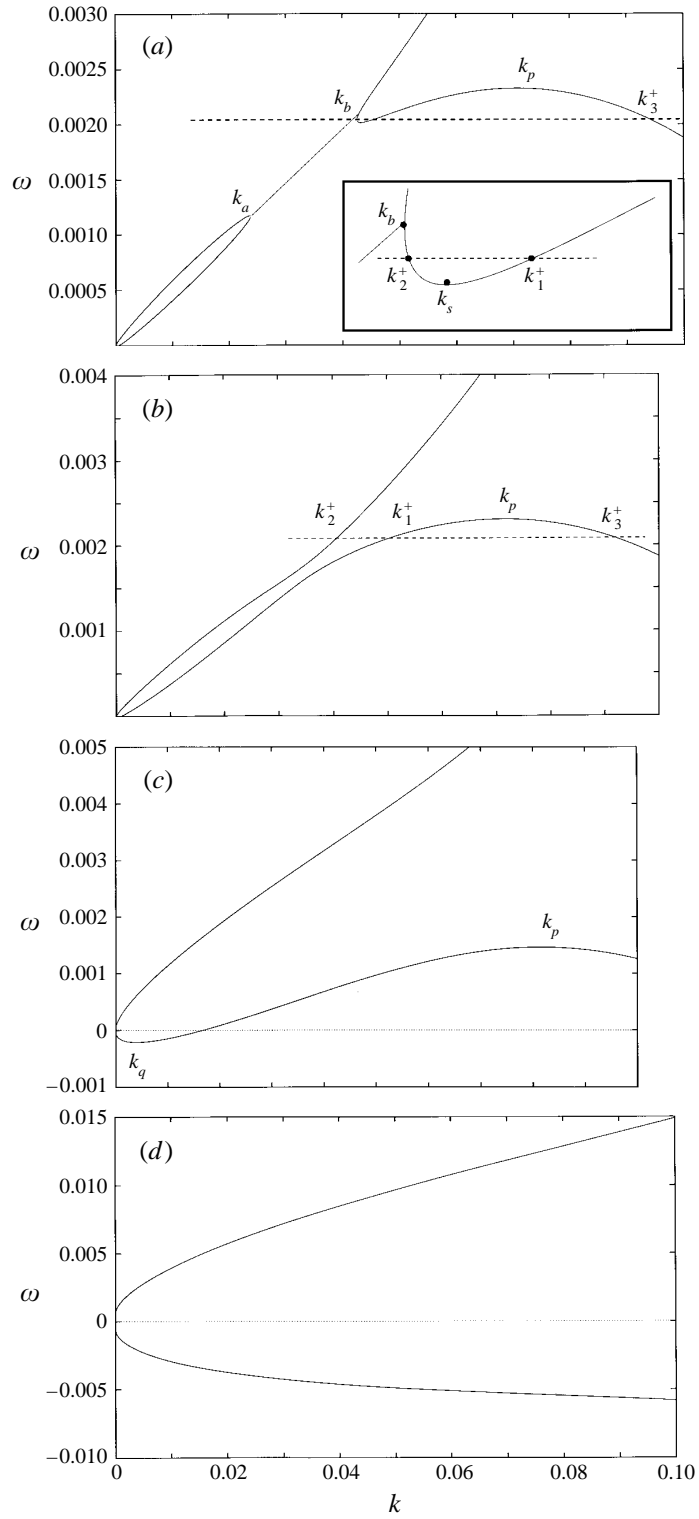 0.0030
(a)
k_p
0.0025
k_b
k_3^+
0.0020
ω
0.0015
k_a
k_b
0.0010
k_2^+
k_1^+
0.0005
k_s
0.004
(b)
0.003
k_2^+
k_1^+
k_p
k_3^+
ω
0.002
0.001
0.005
(c)
0.004
0.003
ω
0.002
k_p
0.001
0
k_q
−0.001
0.015
(d)
0.010
0.005
ω
0
−0.005
−0.010
0 0.02 0.04 0.06 0.08 0.10
k